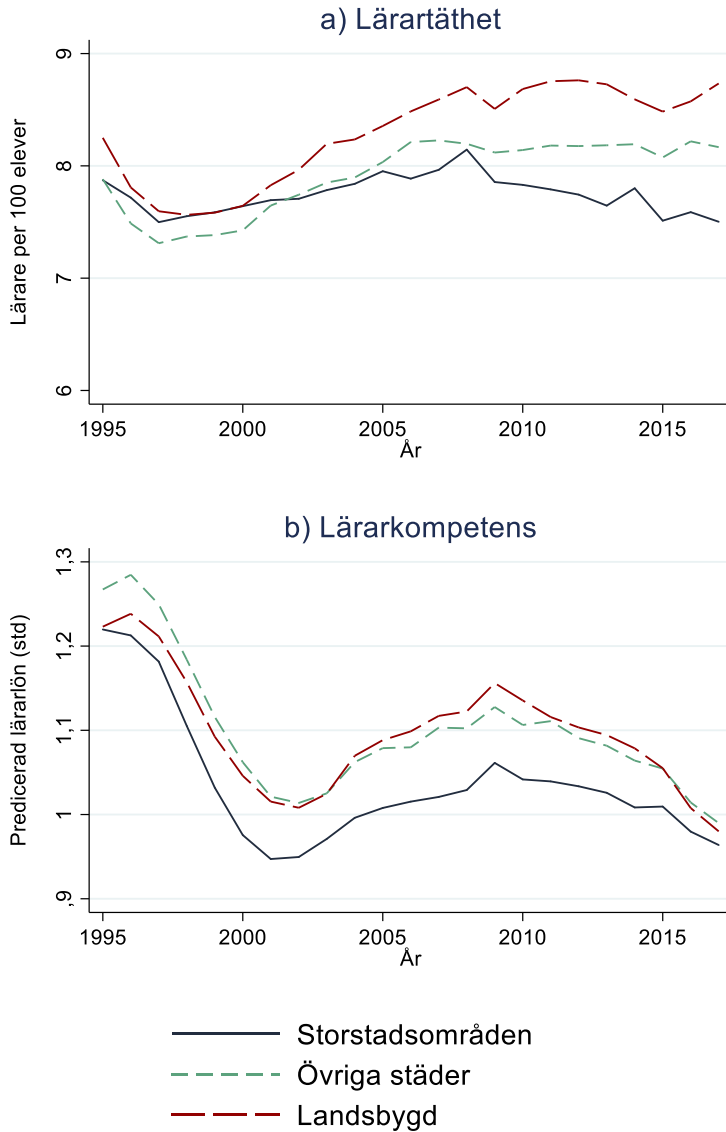 a) Lärartäthet
Lärare per 100 elever
9
8
7
6
1995 2000 2005 2010 2015
År
b) Lärarkompetens
Predicerad lärarlön (std)
1,3
1,2
1,1
1
,9
1995 2000 2005 2010 2015
År
Storstadsområden
Övriga städer
Landsbygd